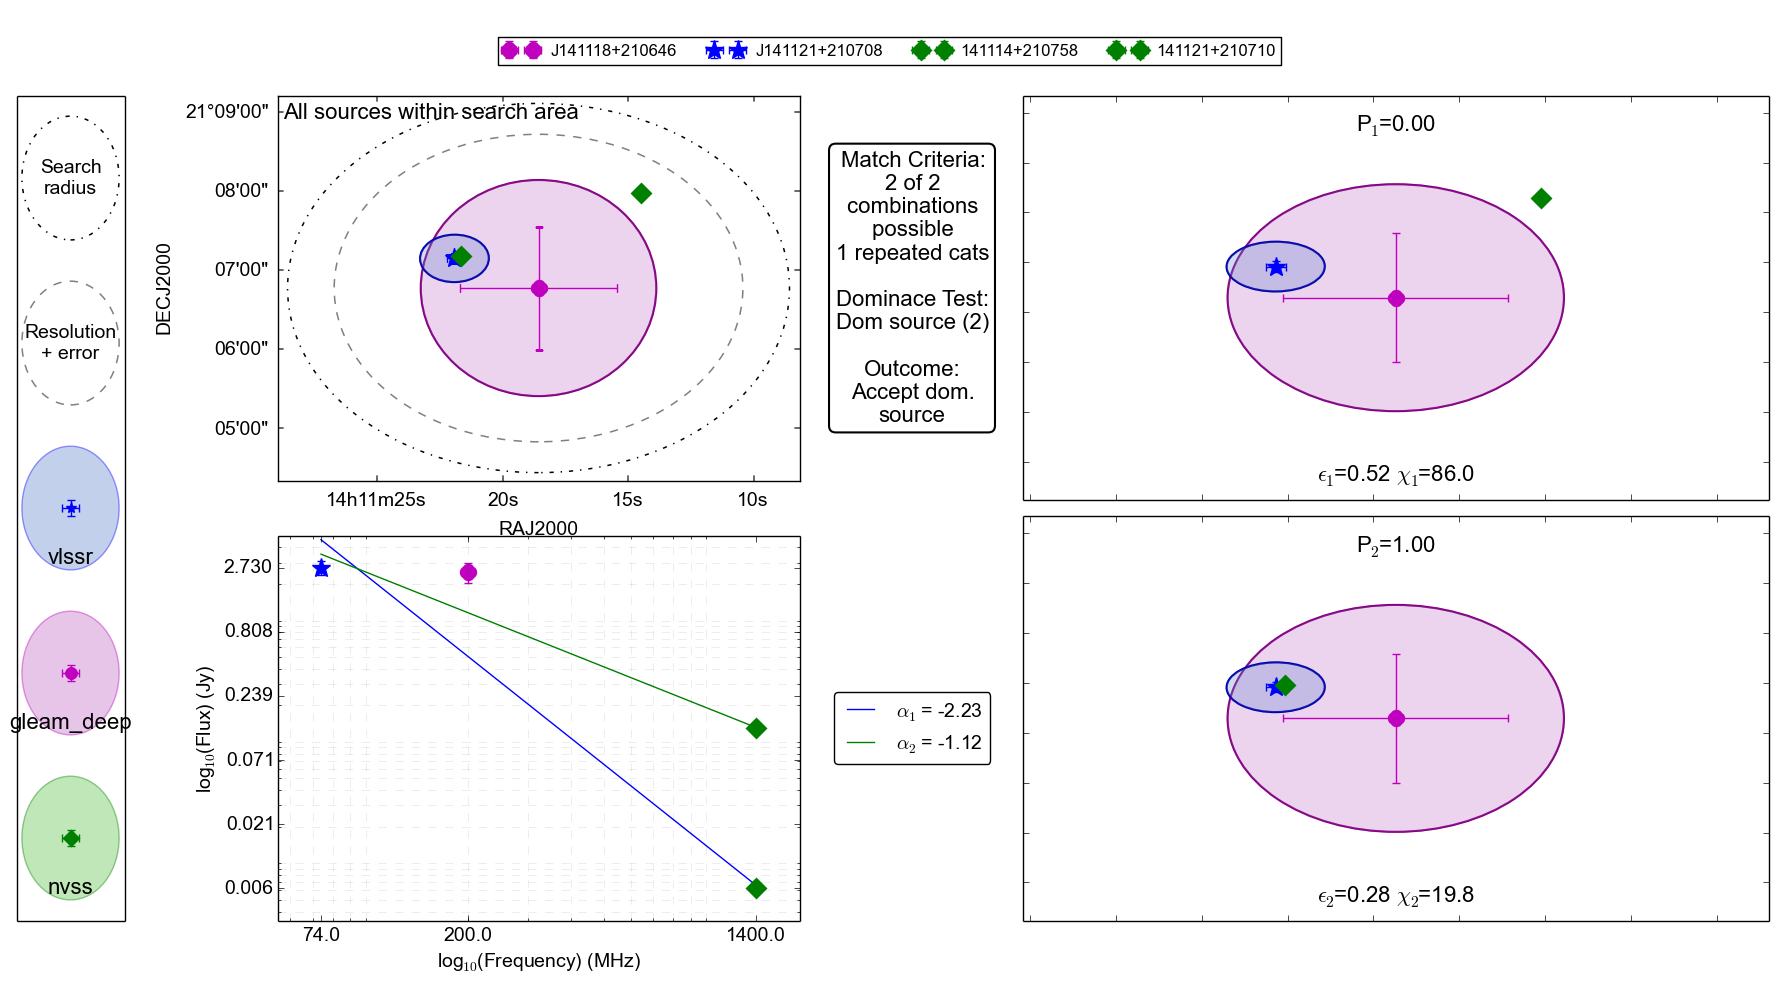 J141118+210646 J141121+210708 141114+210758 141121+210710
Search
radius
Resolution
+ error
vlssr
gleam_deep
nvss
All sources within search area
21°09'00"
08'00"
07'00"
06'00"
05'00"
DECJ2000
14h11m25s 20s 15s 10s
RAJ2000
2.730
0.808
0.239
0.071
0.021
0.006
log₁₀(Flux) (Jy)
74.0 200.0 1400.0
log₁₀(Frequency) (MHz)
Match Criteria:
2 of 2
combinations
possible
1 repeated cats
Dominace Test:
Dom source (2)
Outcome:
Accept dom.
source
α₁ = -2.23
α₂ = -1.12
P₁=0.00
ϵ₁=0.52 χ₁=86.0
P₂=1.00
ϵ₂=0.28 χ₂=19.8